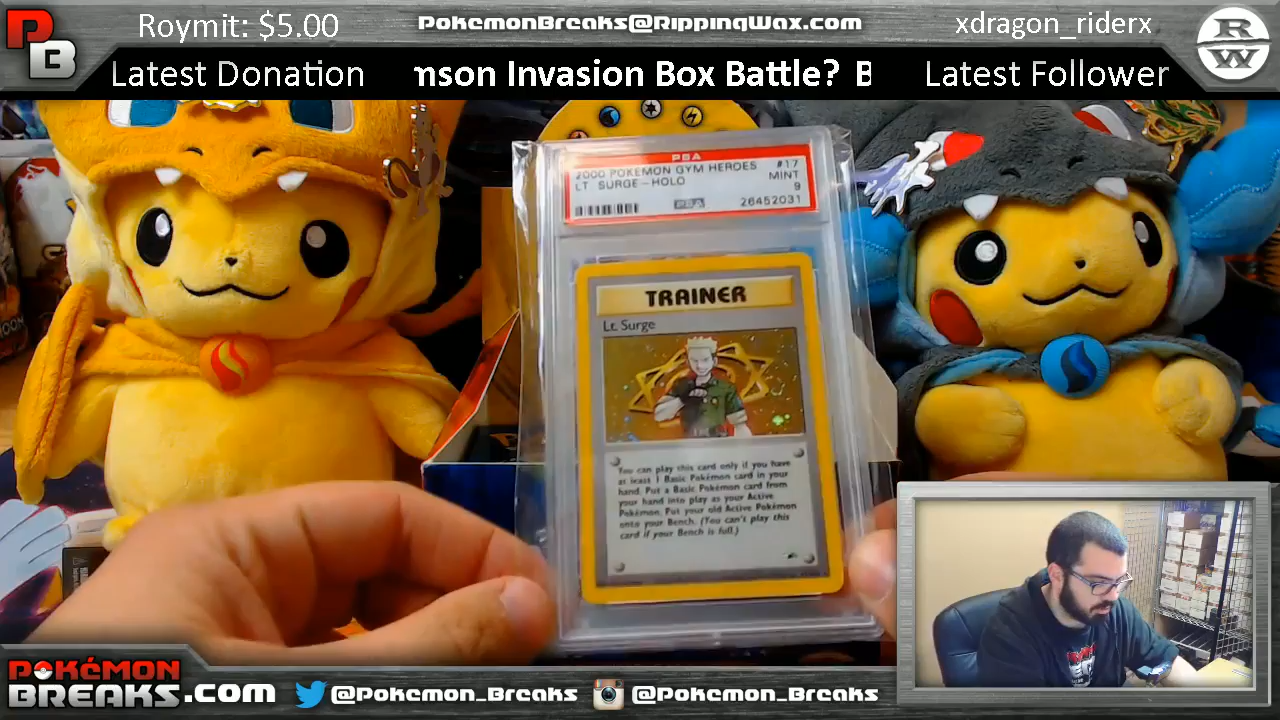 Roymit: $5.00
PokemonBreaks@RippingWax.com
xdragon_riderx
PB
RW
Latest Donation
mson Invasion Box Battle? B
Latest Follower
PSA
2000 POKEMON GYM HEROES #17
LT SURGE-HOLO MINT
9
PSA 26452031
TRAINER
Lt. Surge
You can play this card only if you have
at least 1 Basic Pokémon card in your
hand. Put a Basic Pokémon card from
your hand into play as your Active
Pokémon. Put your old Active Pokémon
onto your Bench. (You can't play this
card if your Bench is full.)
POKéMON
BREAKS.com
@Pokemon_Breaks
@Pokemon_Breaks